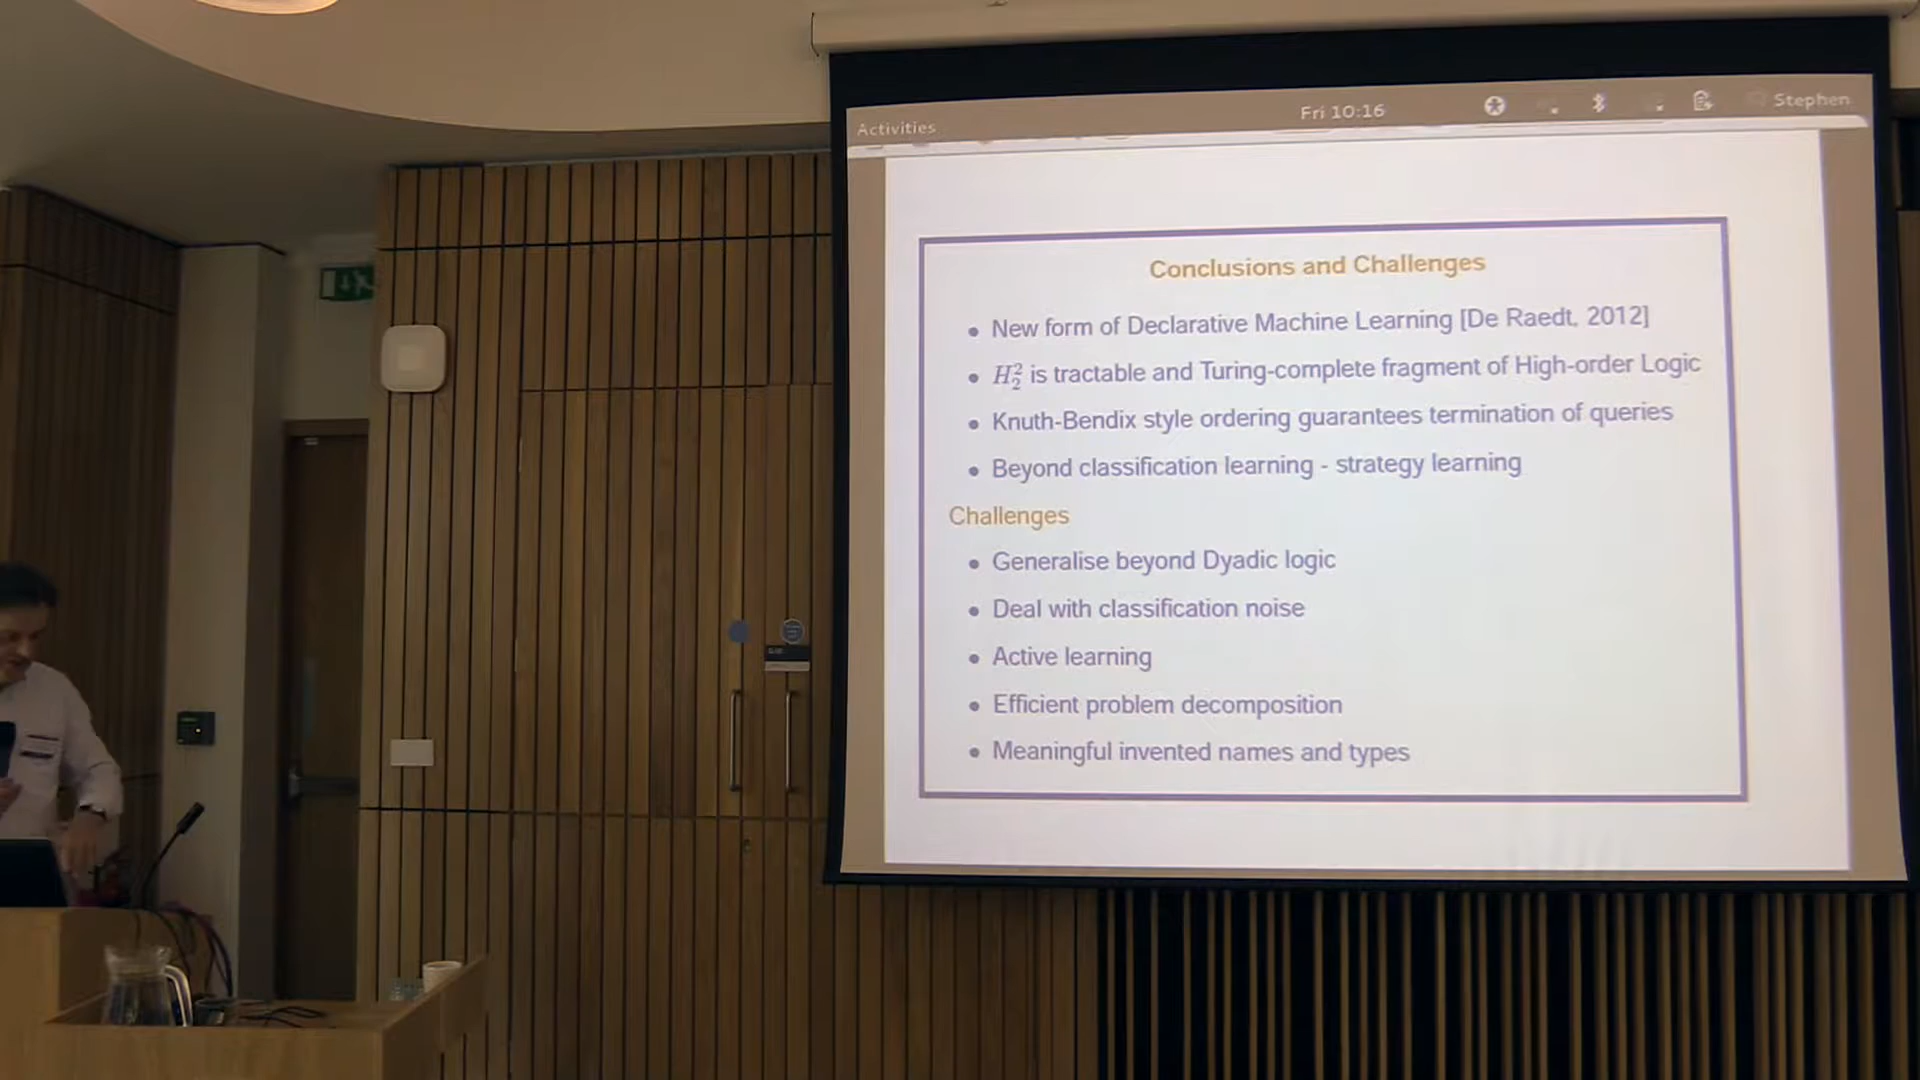 Activities
Fri 10:16
Stephen
Conclusions and Challenges
• New form of Declarative Machine Learning [De Raedt, 2012]
• $H_2^2$ is tractable and Turing-complete fragment of High-order Logic
• Knuth-Bendix style ordering guarantees termination of queries
• Beyond classification learning - strategy learning
Challenges
• Generalise beyond Dyadic logic
• Deal with classification noise
• Active learning
• Efficient problem decomposition
• Meaningful invented names and types